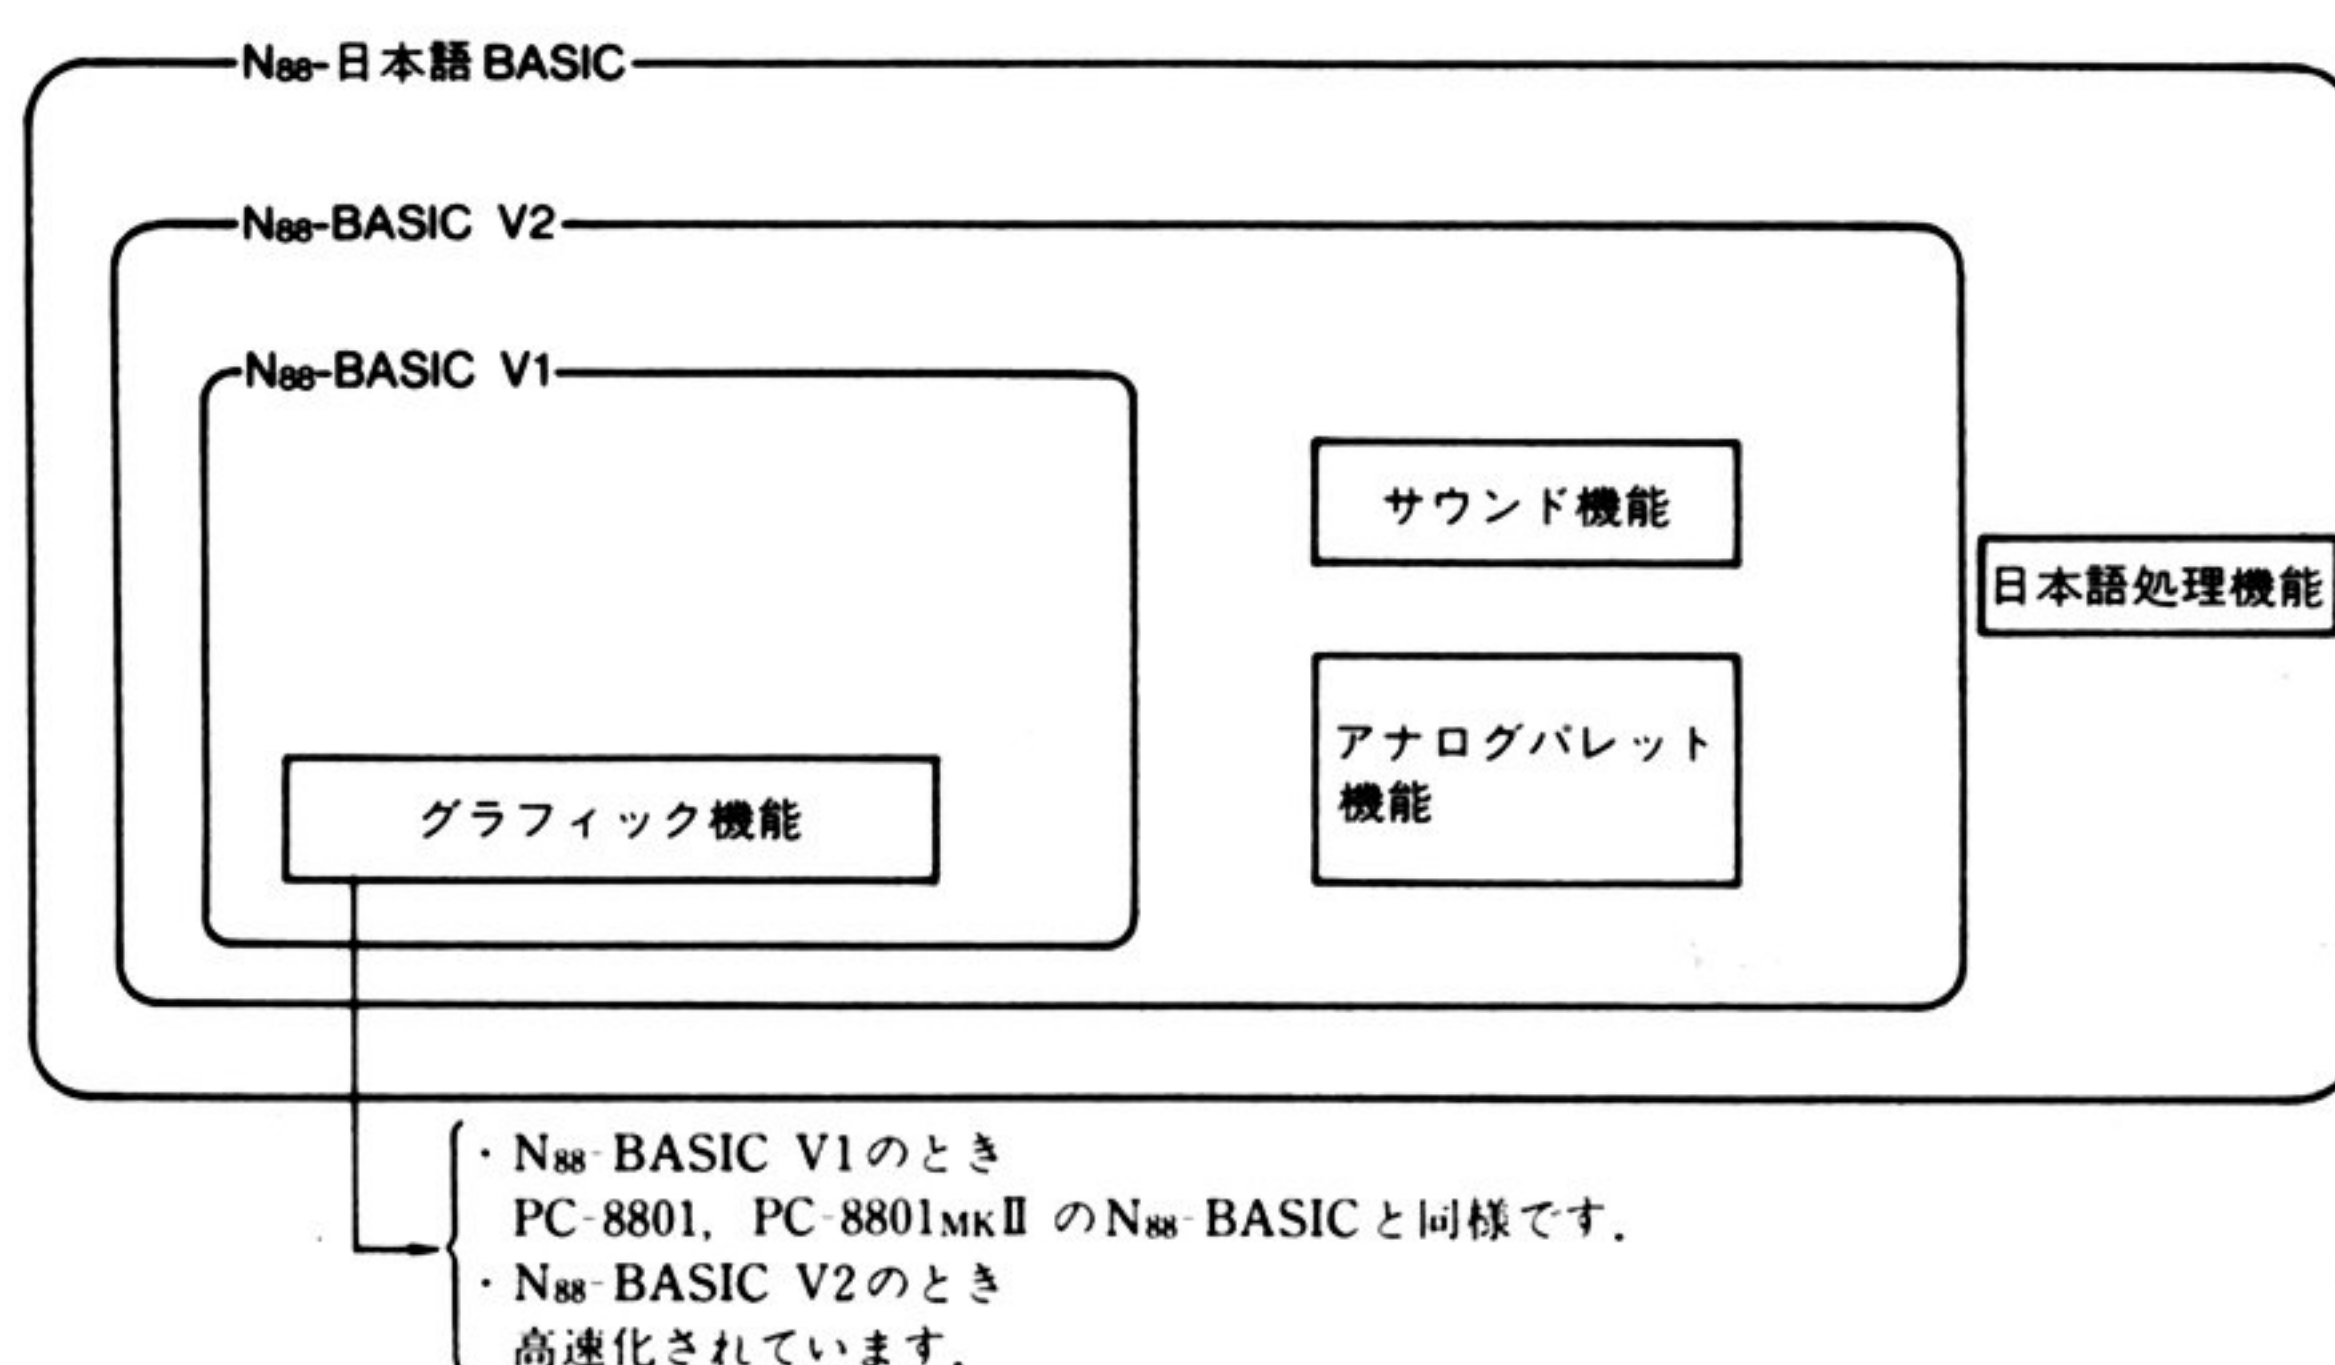 N88-日本語BASIC
N88-BASIC V2
N88-BASIC V1
サウンド機能
日本語処理機能
アナログパレット
機能
グラフィック機能
・N88-BASIC V1のとき
PC-8801, PC-8801MKⅡ のN88-BASICと同様です.
・N88-BASIC V2のとき
高速化されています.